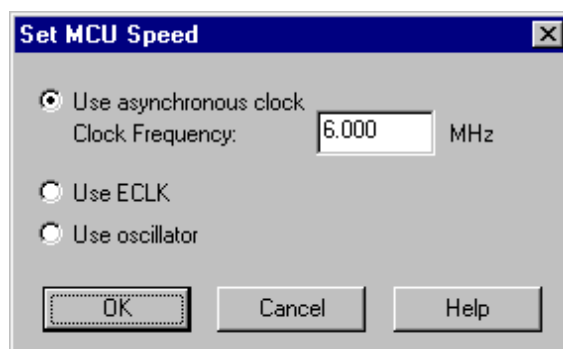 Set MCU Speed
Use asynchronous clock
Clock Frequency: 6.000 MHz
Use ECLK
Use oscillator
OK Cancel Help